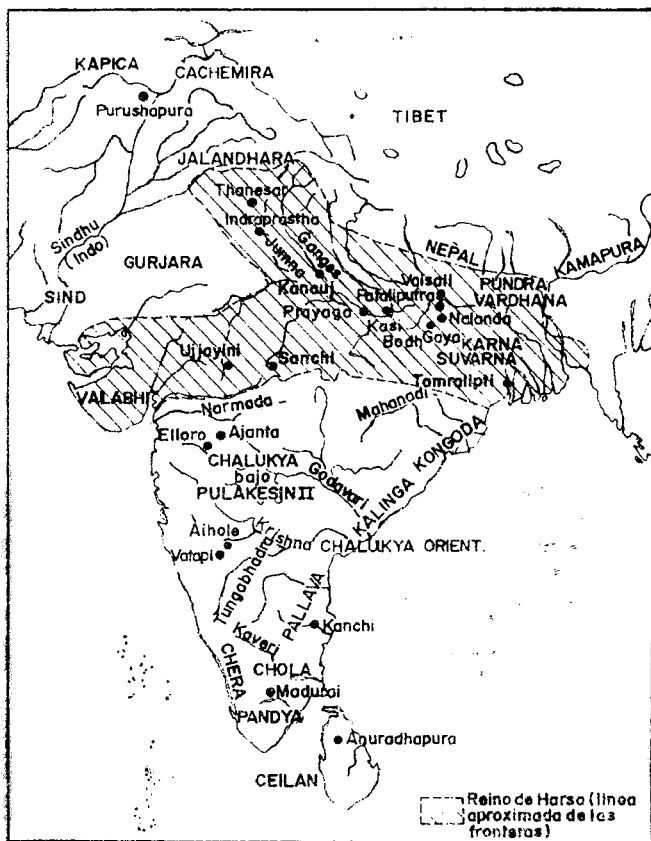 KAPICA
CACHEMIRA
Purushapura
TIBET
JALANDHARA
Thanesar
Indraprastha
Sindhu
(Indo)
Jumna
Ganges
NEPAL
KAMAPURA
GURJARA
Kanauj
Vaisali
PUNDRA
VARDHANA
SIND
Pataliputra
Prayaga
Kasi
Nalanda
Bodh Gaya
KARNA
SUVARNA
Ujjayini
Sanchi
Tamralipti
VALABHI
Narmada
Mahanadi
Elloro
Ajanta
CHALUKYA
bajo
PULAKESIN II
Godavari
KALINGA KONGODA
Aihole
Vatapi
Krishna
CHALUKYA ORIENT.
Tungabhadra
PALLAVA
Kanchi
Kaveri
CHERA
CHOLA
Madurai
PANDYA
Anuradhapura
CEILAN
Reino de Harsa (línea
aproximada de las
fronteras)